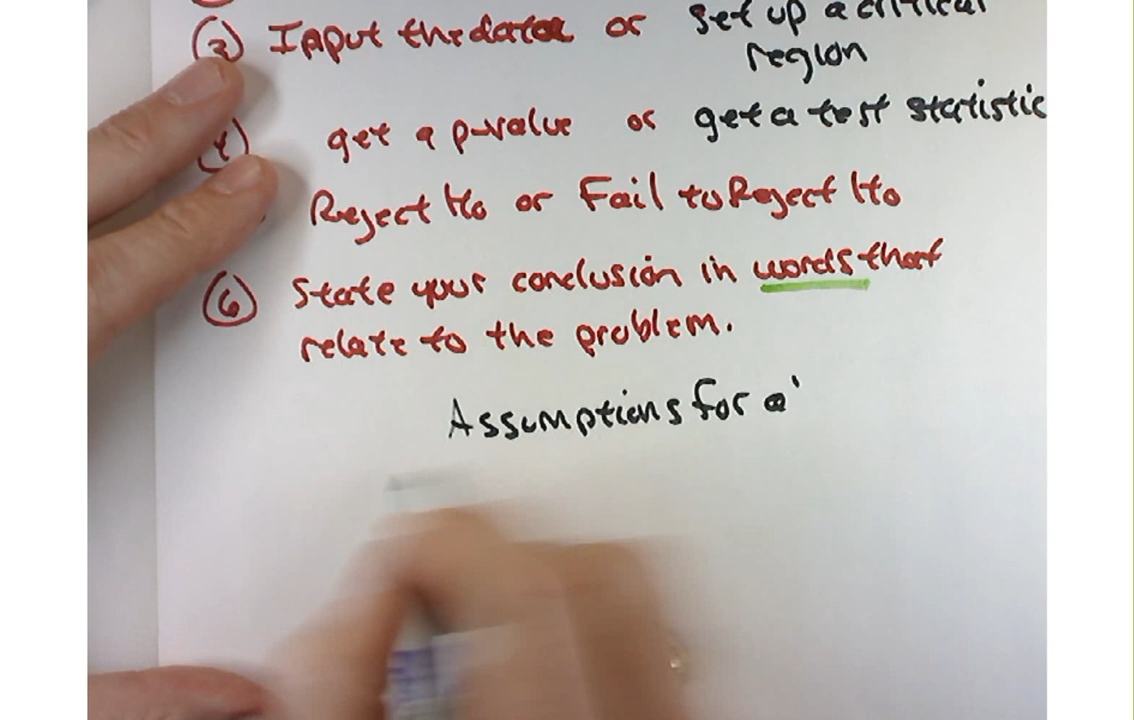 ③ Input the data or set up a critical
region
④ get a p-value or get a test statistic
Reject Ho or Fail to Reject Ho
⑥ State your conclusion in words that
relate to the problem.
Assumptions for a